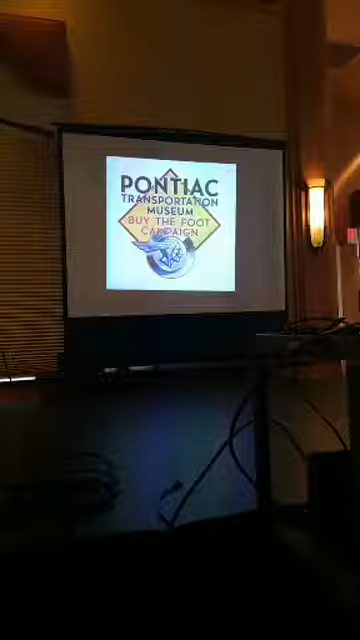 PONTIAC
TRANSPORTATION
MUSEUM
BUY THE FOOT
CAMPAIGN